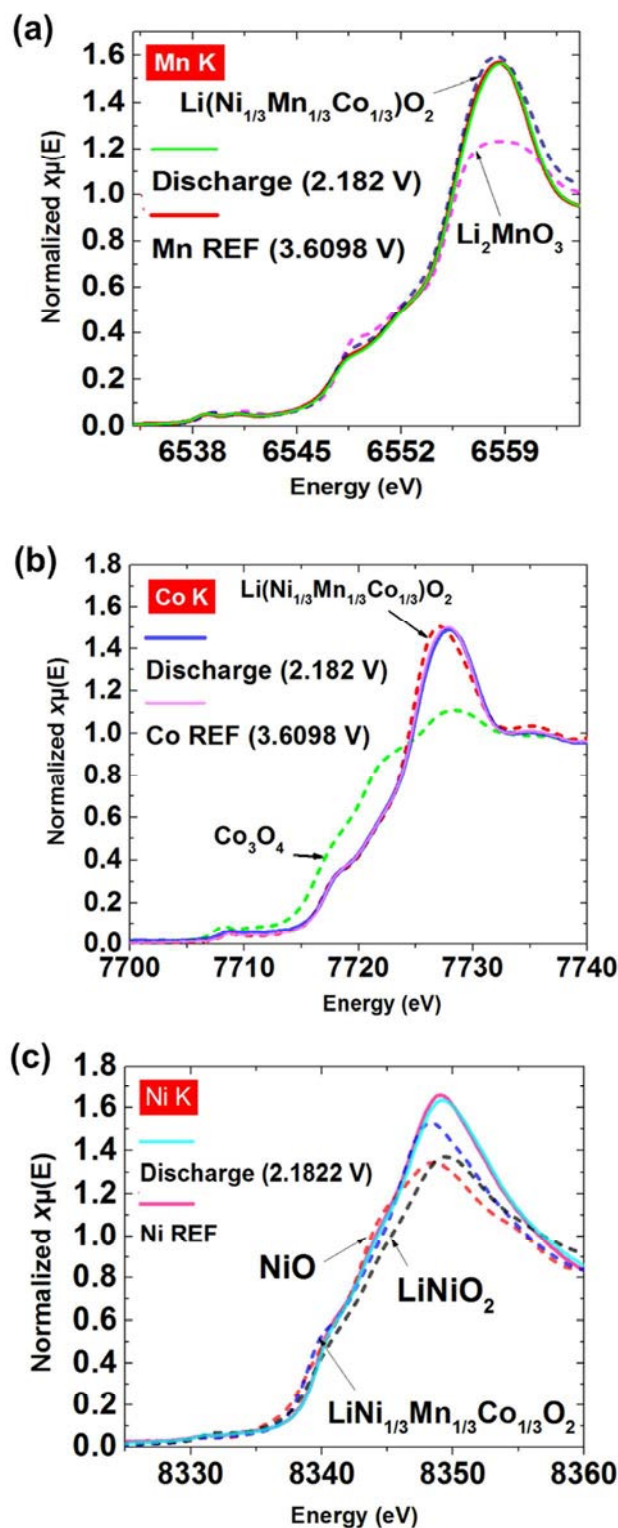 (a)
Mn K
Li(Ni1/3Mn1/3Co1/3)O2
Discharge (2.182 V)
Mn REF (3.6098 V)
Li2MnO3
Normalized xμ(E)
1.6
1.4
1.2
1.0
0.8
0.6
0.4
0.2
0.0
6538 6545 6552 6559
Energy (eV)
(b)
Co K
Li(Ni1/3Mn1/3Co1/3)O2
Discharge (2.182 V)
Co REF (3.6098 V)
Co3O4
Normalized xμ(E)
1.8
1.6
1.4
1.2
1.0
0.8
0.6
0.4
0.2
0.0
7700 7710 7720 7730 7740
Energy (eV)
(c)
Ni K
Discharge (2.1822 V)
Ni REF
NiO
LiNiO2
LiNi1/3Mn1/3Co1/3O2
Normalized xμ(E)
1.8
1.6
1.4
1.2
1.0
0.8
0.6
0.4
0.2
0.0
8330 8340 8350 8360
Energy (eV)